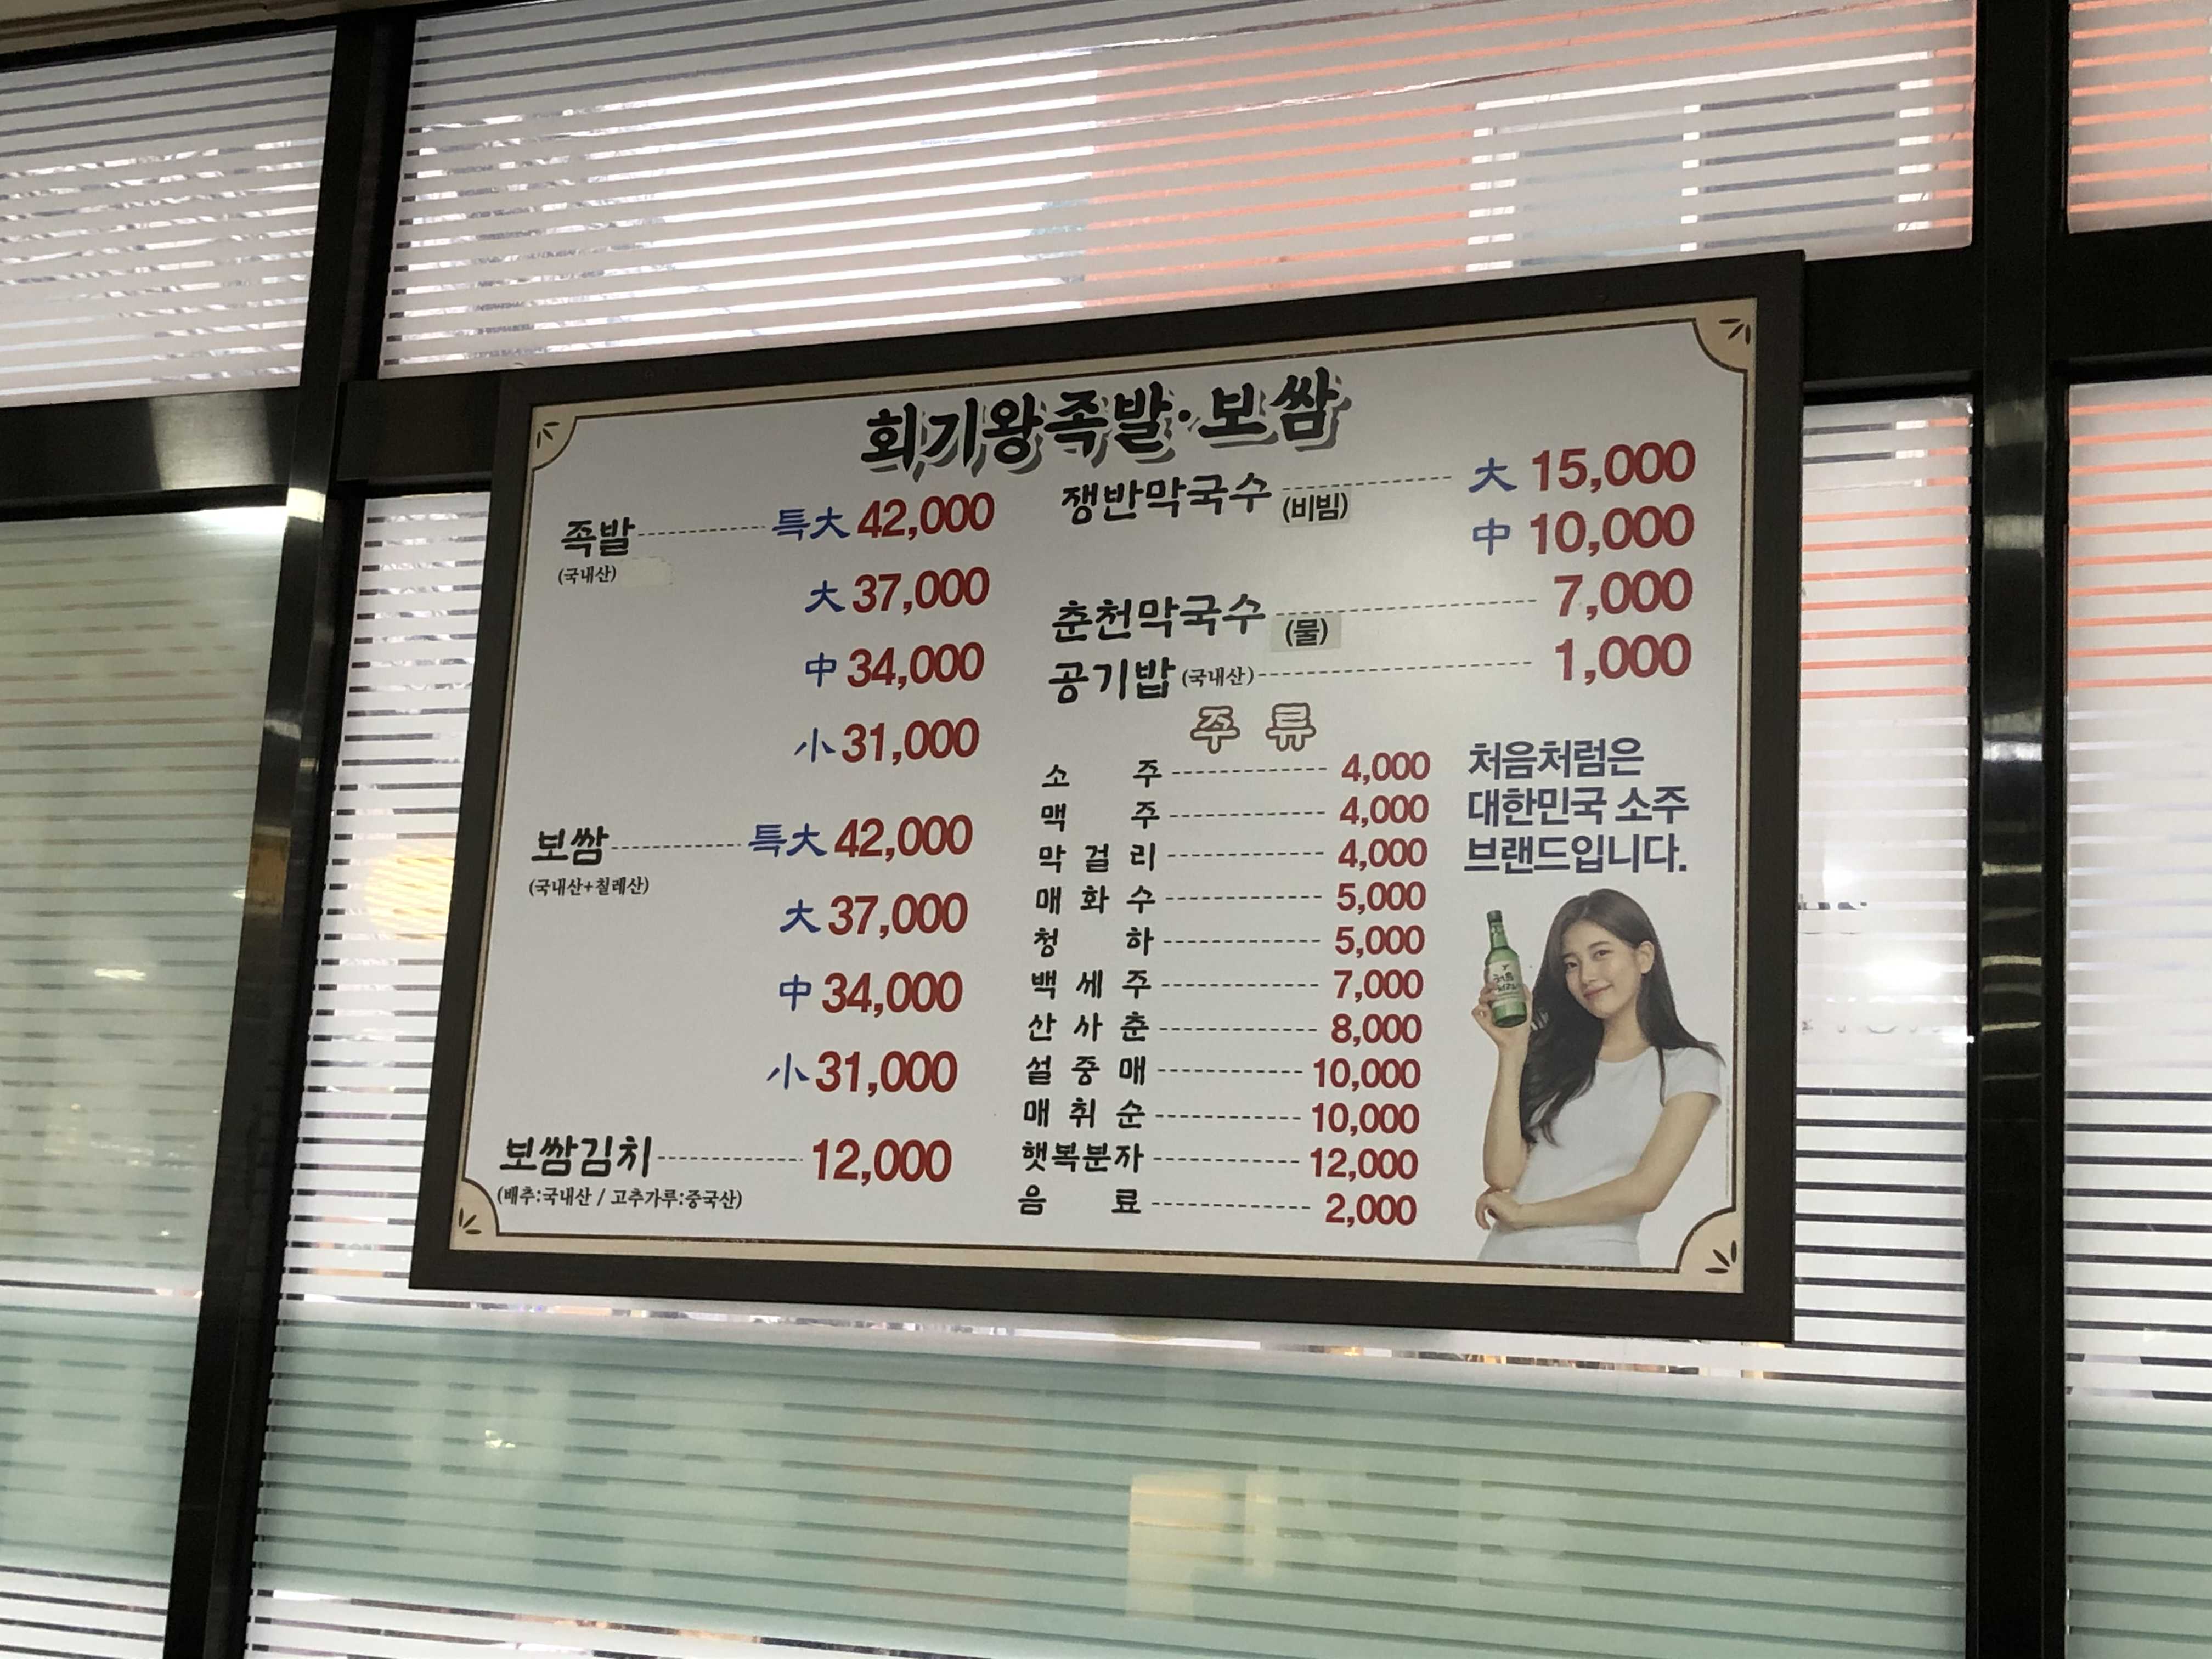 회기왕족발·보쌈
족발 特大 42,000
(국내산)
大 37,000
中 34,000
小 31,000
보쌈 特大 42,000
(국내산+칠레산)
大 37,000
中 34,000
小 31,000
보쌈김치 12,000
(배추:국내산 / 고추가루:중국산)
쟁반막국수 (비빔) 大 15,000
中 10,000
춘천막국수 (물) 7,000
공기밥 (국내산) 1,000
주류
소주 4,000
맥주 4,000
막걸리 4,000
매화수 5,000
청하 5,000
백세주 7,000
산사춘 8,000
설중매 10,000
매취순 10,000
햇복분자 12,000
음료 2,000
처음처럼은
대한민국 소주
브랜드입니다.
처음
처럼